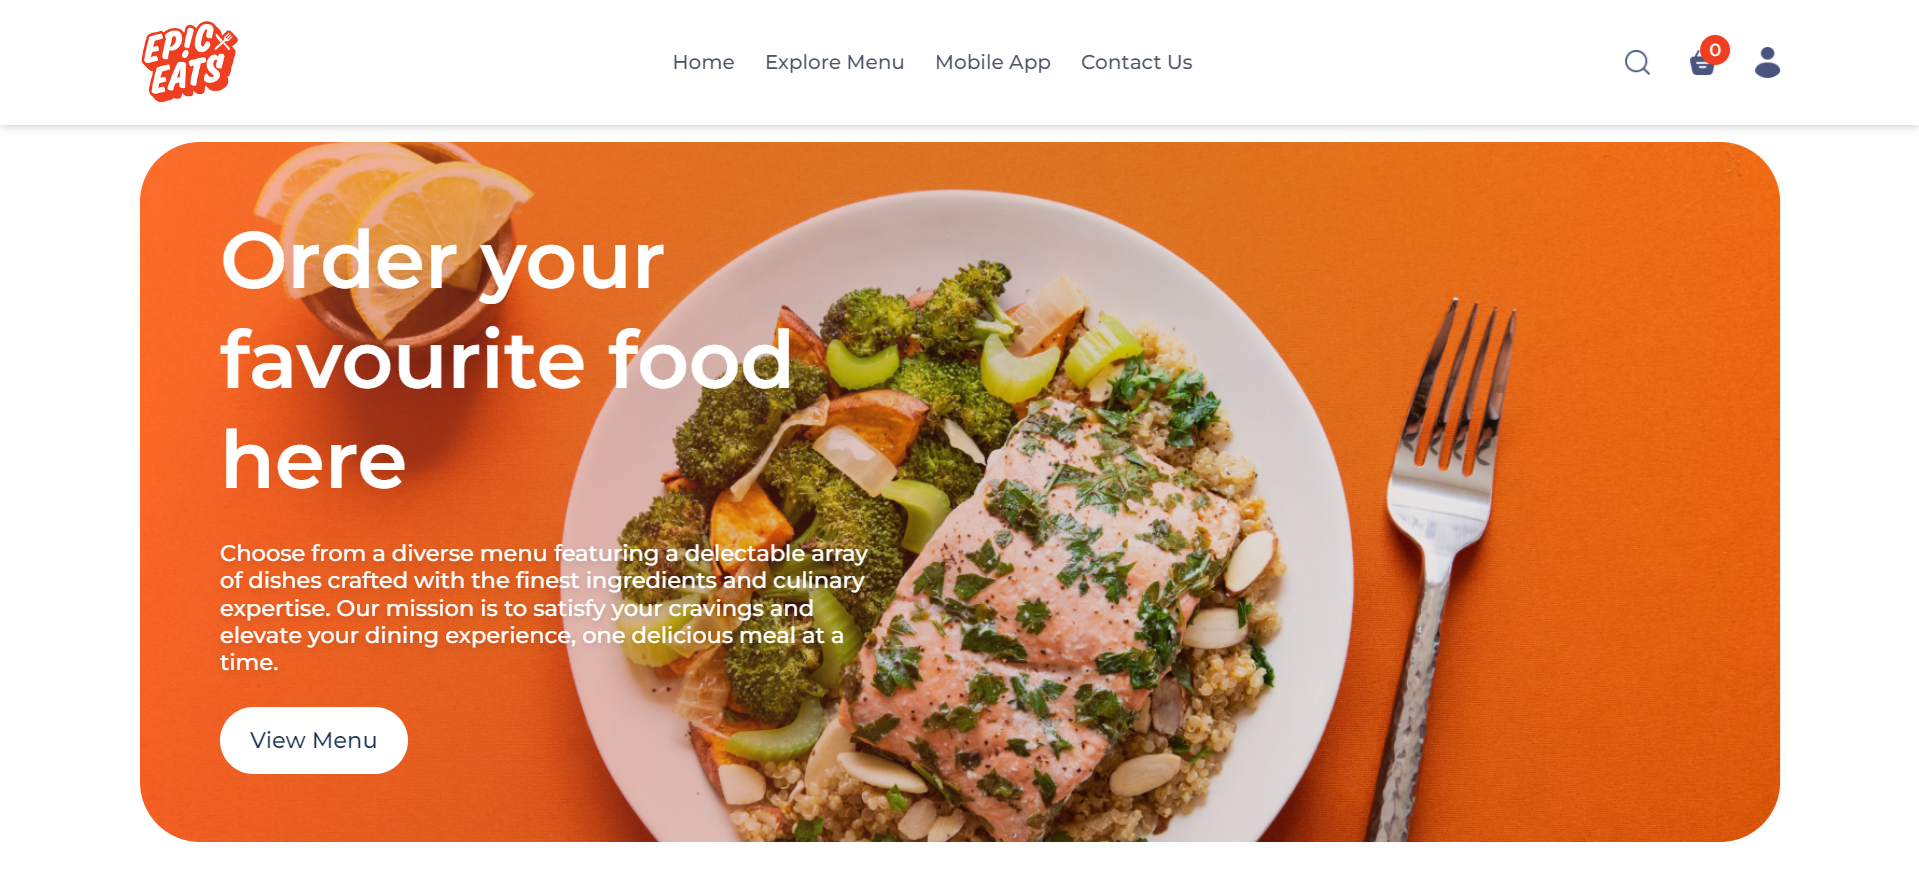 EP!C
EATS
Home Explore Menu Mobile App Contact Us
0
Order your
favourite food
here
Choose from a diverse menu featuring a delectable array
of dishes crafted with the finest ingredients and culinary
expertise. Our mission is to satisfy your cravings and
elevate your dining experience, one delicious meal at a
time.
View Menu